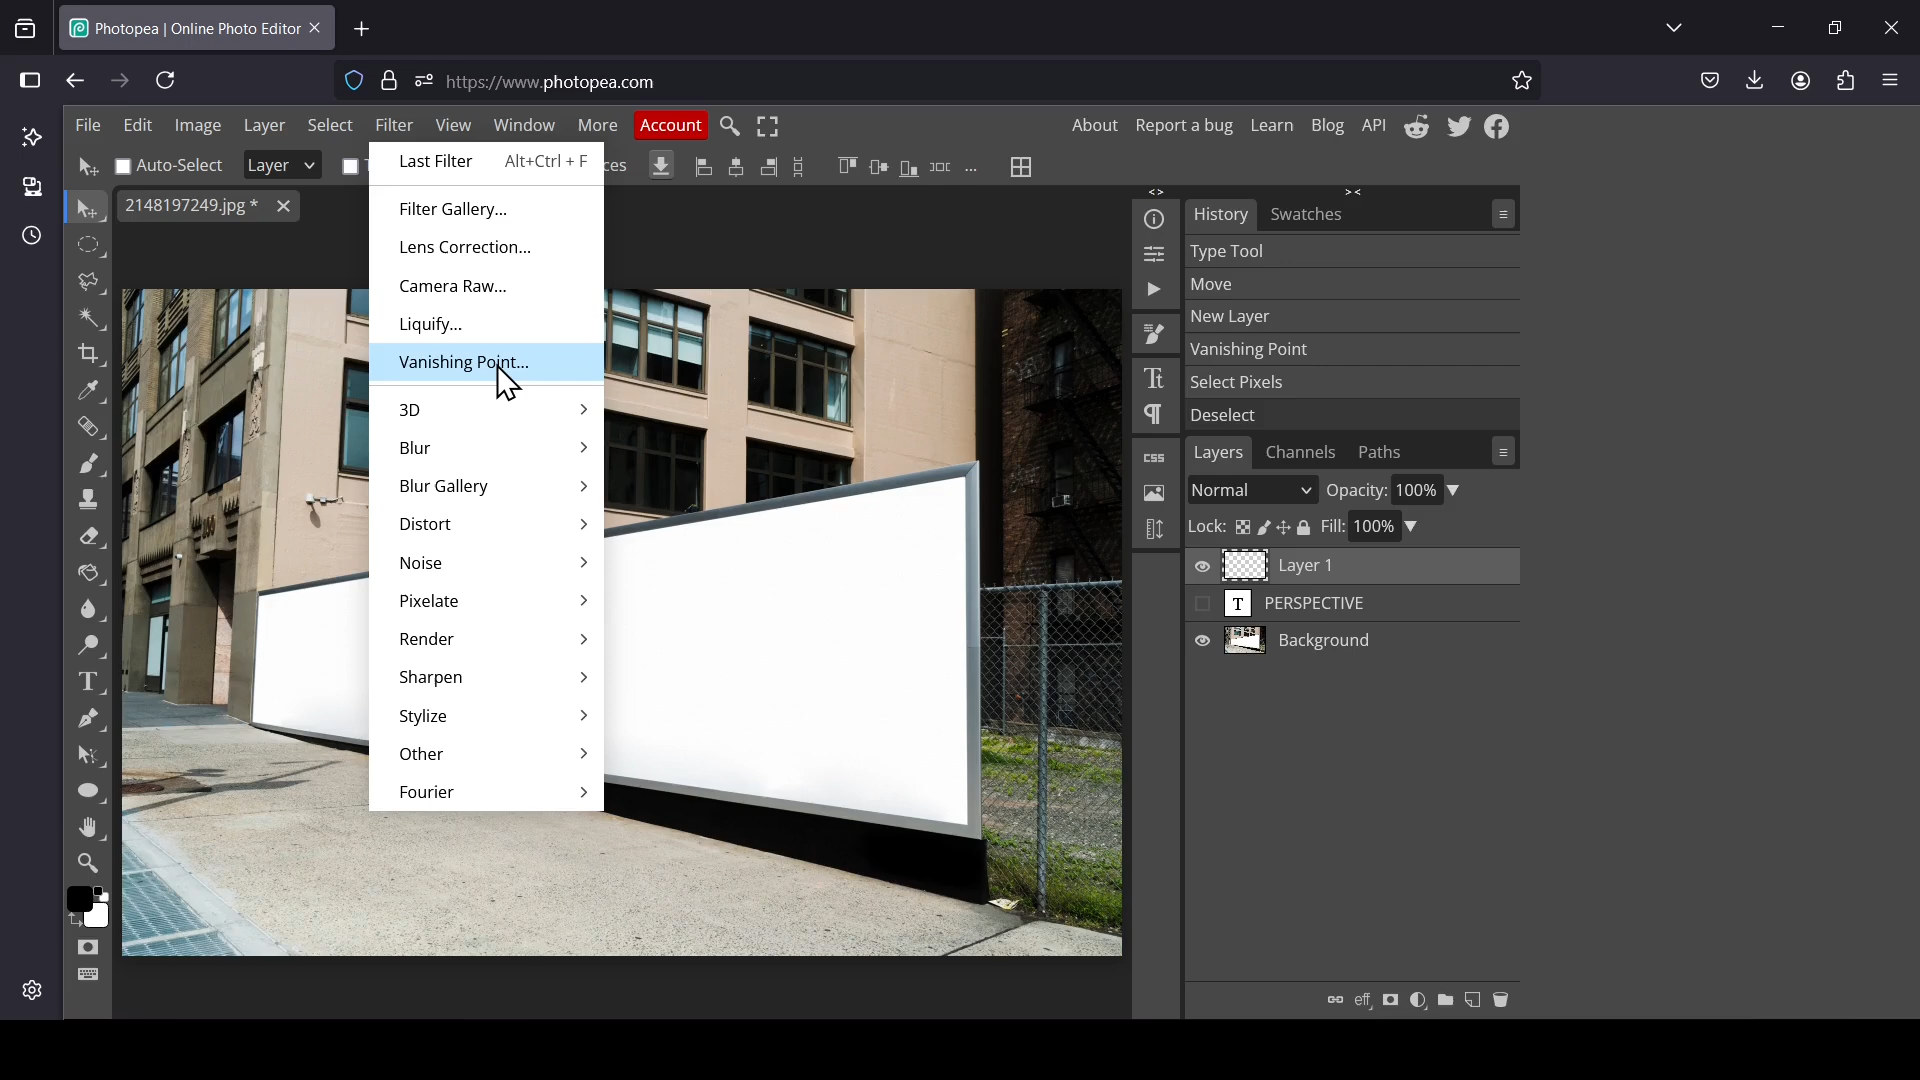 Photopea | Online Photo Editor
https://www.photopea.com
File Edit Image Layer Select Filter View Window More Account About Report a bug Learn Blog API
Auto-Select Layer
2148197249.jpg *
Last Filter Alt+Ctrl + F
Filter Gallery...
Lens Correction...
Camera Raw...
Liquify...
Vanishing Point...
3D
Blur
Blur Gallery
Distort
Noise
Pixelate
Render
Sharpen
Stylize
Other
Fourier
<> ><
History Swatches
Type Tool
Move
New Layer
Vanishing Point
Select Pixels
Deselect
CSS
Layers Channels Paths
Normal Opacity: 100%
Lock: Fill: 100%
Layer 1
T PERSPECTIVE
Background
eff